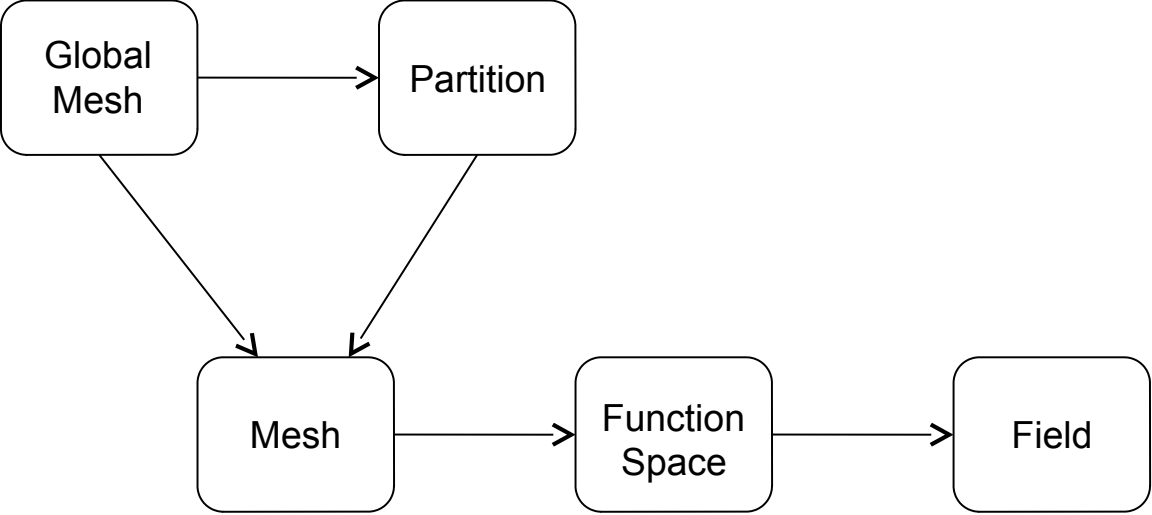 Global
Mesh
Partition
Mesh
Function
Space
Field